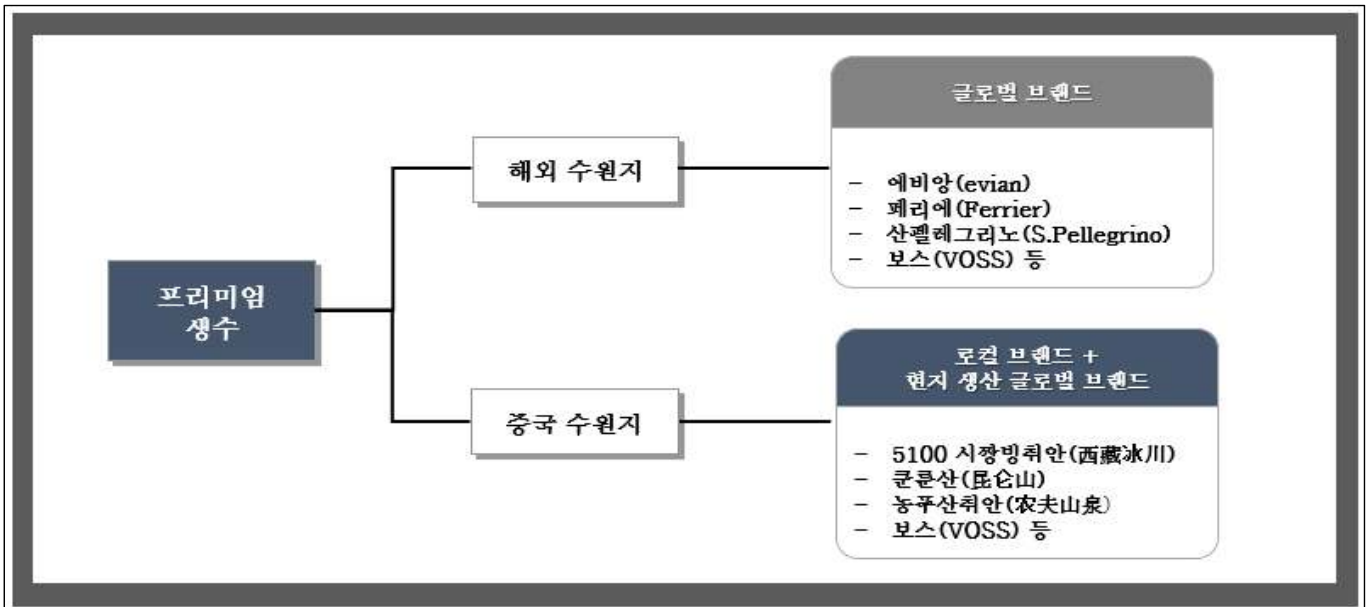 프리미엄
생수
해외 수원지
글로벌 브랜드
- 에비앙(evian)
- 페리에(Ferrier)
- 산펠레그리노(S.Pellegrino)
- 보스(VOSS) 등
중국 수원지
로컬 브랜드 +
현지 생산 글로벌 브랜드
- 5100 시짱빙취안(西藏冰川)
- 쿤룬산(昆仑山)
- 농푸산취안(农夫山泉)
- 보스(VOSS) 등